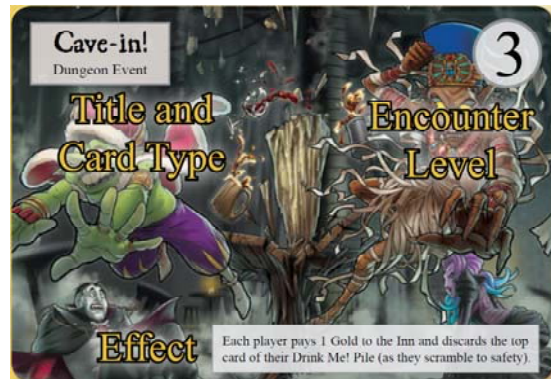 Cave-in!
Dungeon Event
3
Title and
Card Type
Encounter
Level
Effect
Each player pays 1 Gold to the Inn and discards the top
card of their Drink Me! Pile (as they scramble to safety).